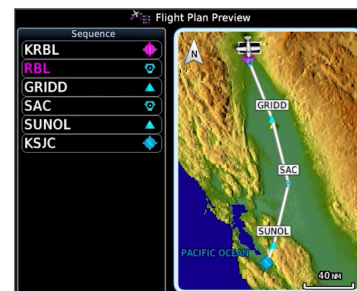 Flight Plan Preview
Sequence
KRBL
RBL
GRIDD
SAC
SUNOL
KSJC
N
GRIDD
SAC
SUNOL
PACIFIC OCEAN
40 NM